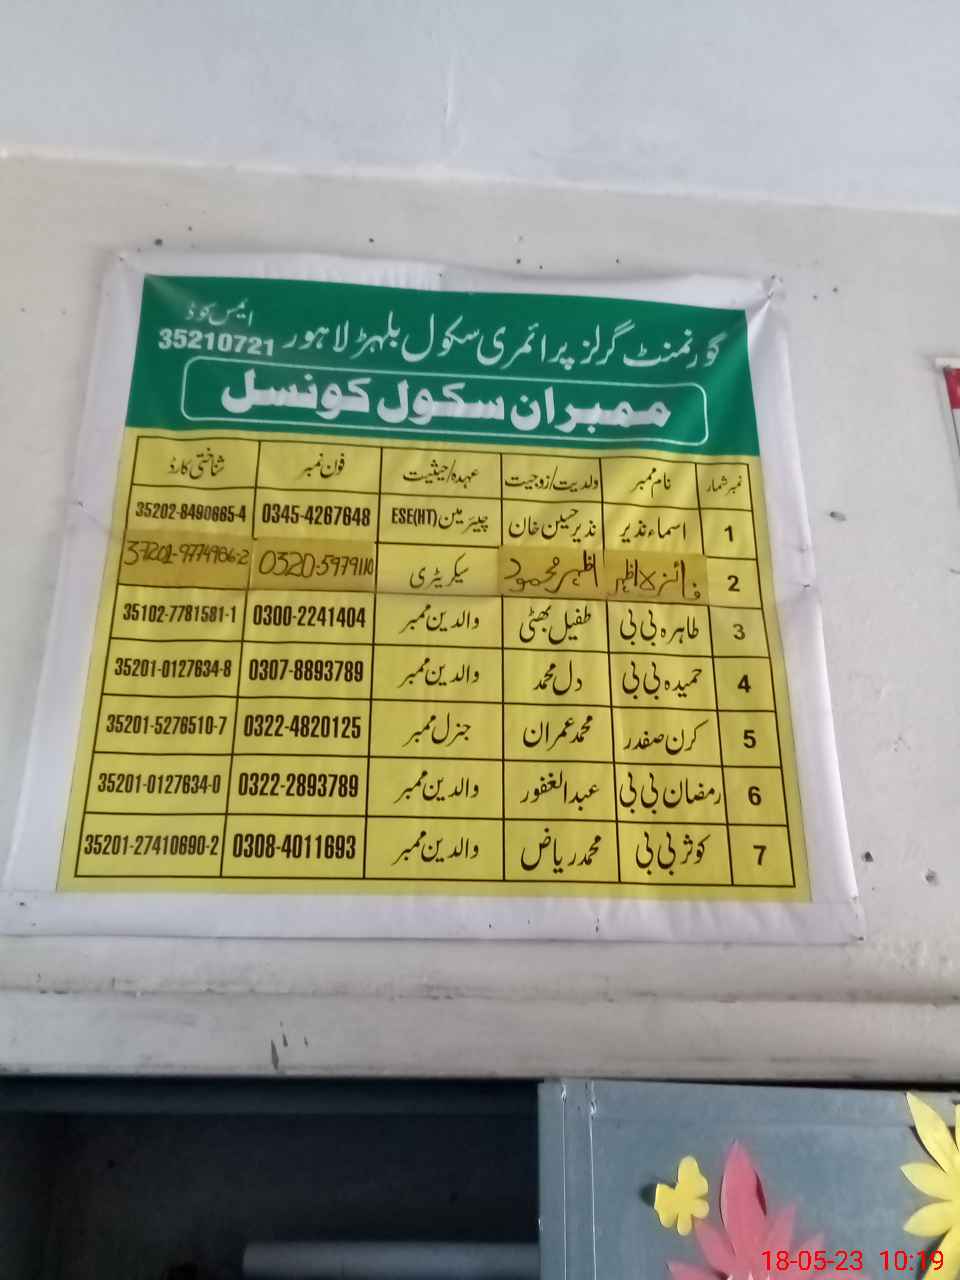 گورنمنٹ گرلز پرائمری سکول بلہڑ لاہور ایمس کوڈ 35210721
ممبران سکول کونسل
نمبر شمار نام ممبر ولدیت/زوجیت عہدہ/حیثیت فون نمبر شناختی کارڈ
1 اسماء نذیر نذیر حسین خان چیئرمین ESE(HT) 0345-4267648 35202-8490665-4
2 فائزہ اظہر اظہر محمود سیکریٹری 0320-5979110 37201-9774986-2
3 طاہرہ بی بی طفیل بھٹی والدین ممبر 0300-2241404 35102-7781581-1
4 حمیدہ بی بی دل محمد والدین ممبر 0307-8893789 35201-0127634-8
5 کرن صفدر محمد عمران جنرل ممبر 0322-4820125 35201-5276510-7
6 رمضان بی بی عبدالغفور والدین ممبر 0322-2893789 35201-0127634-0
7 کوثر بی بی محمد ریاض والدین ممبر 0308-4011693 35201-27410690-2
18-05-23 10:19